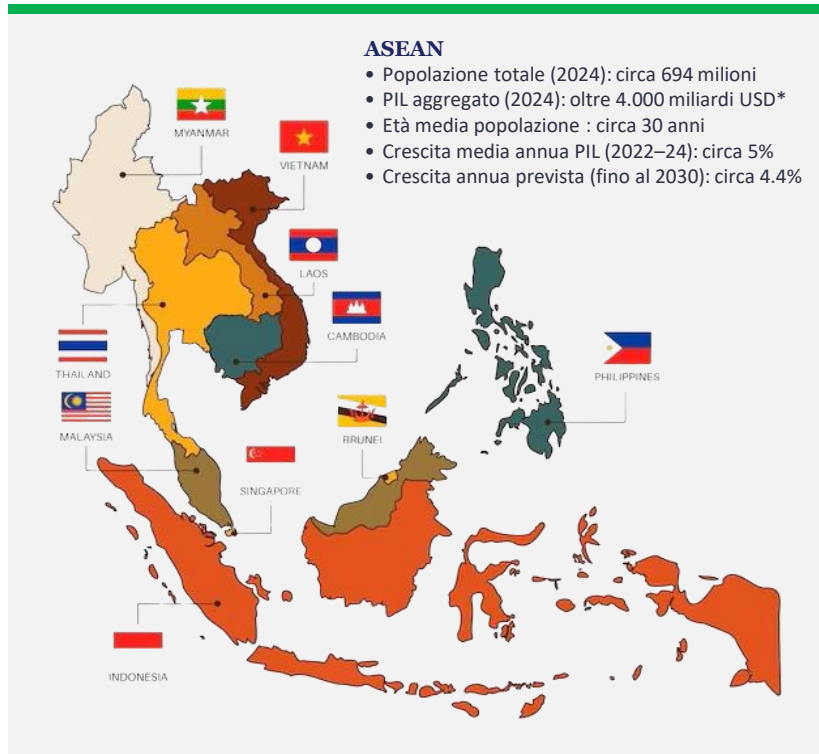 ASEAN
• Popolazione totale (2024): circa 694 milioni
• PIL aggregato (2024): oltre 4.000 miliardi USD*
• Età media popolazione : circa 30 anni
• Crescita media annua PIL (2022–24): circa 5%
• Crescita annua prevista (fino al 2030): circa 4.4%
MYANMAR
VIETNAM
LAOS
CAMBODIA
THAILAND
PHILIPPINES
MALAYSIA
BRUNEI
SINGAPORE
INDONESIA